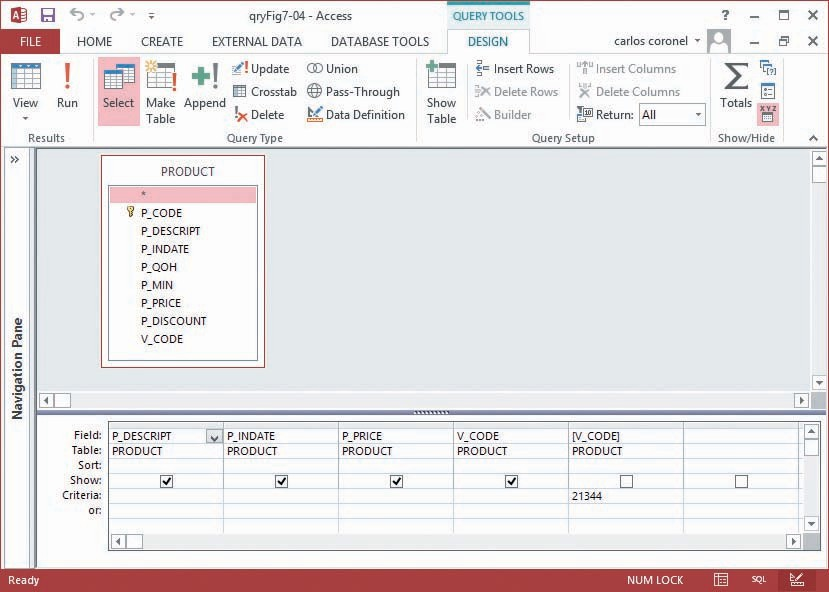 qryFig7-04 - Access
QUERY TOOLS
?
FILE
HOME
CREATE
EXTERNAL DATA
DATABASE TOOLS
DESIGN
carlos coronel
View
Run
Results
Select
Make Table
Append
Update
Crosstab
Delete
Union
Pass-Through
Data Definition
Query Type
Show Table
Insert Rows
Delete Rows
Builder
Insert Columns
Delete Columns
Return: All
Query Setup
Totals
XYZ
Show/Hide
Navigation Pane
PRODUCT
*
P_CODE
P_DESCRIPT
P_INDATE
P_QOH
P_MIN
P_PRICE
P_DISCOUNT
V_CODE
Field: P_DESCRIPT P_INDATE P_PRICE V_CODE [V_CODE]
Table: PRODUCT PRODUCT PRODUCT PRODUCT PRODUCT
Sort:
Show:
Criteria: 21344
or:
Ready
NUM LOCK
SQL